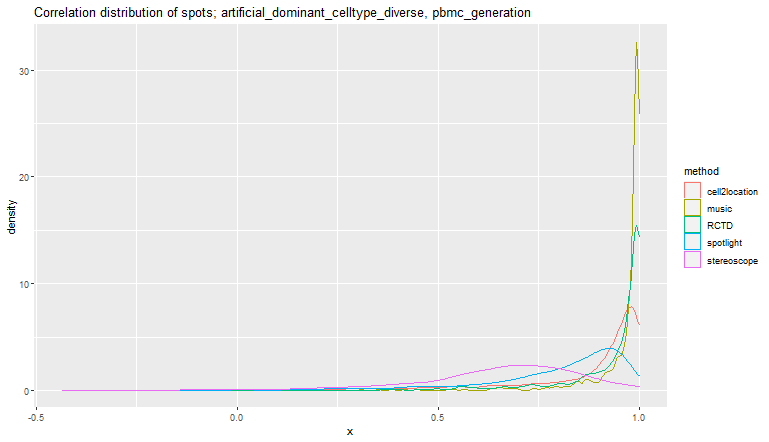 Correlation distribution of spots; artificial_dominant_celltype_diverse, pbmc_generation
30
20
10
0
density
-0.5
0.0
0.5
1.0
x
method
cell2location
music
RCTD
spotlight
stereoscope